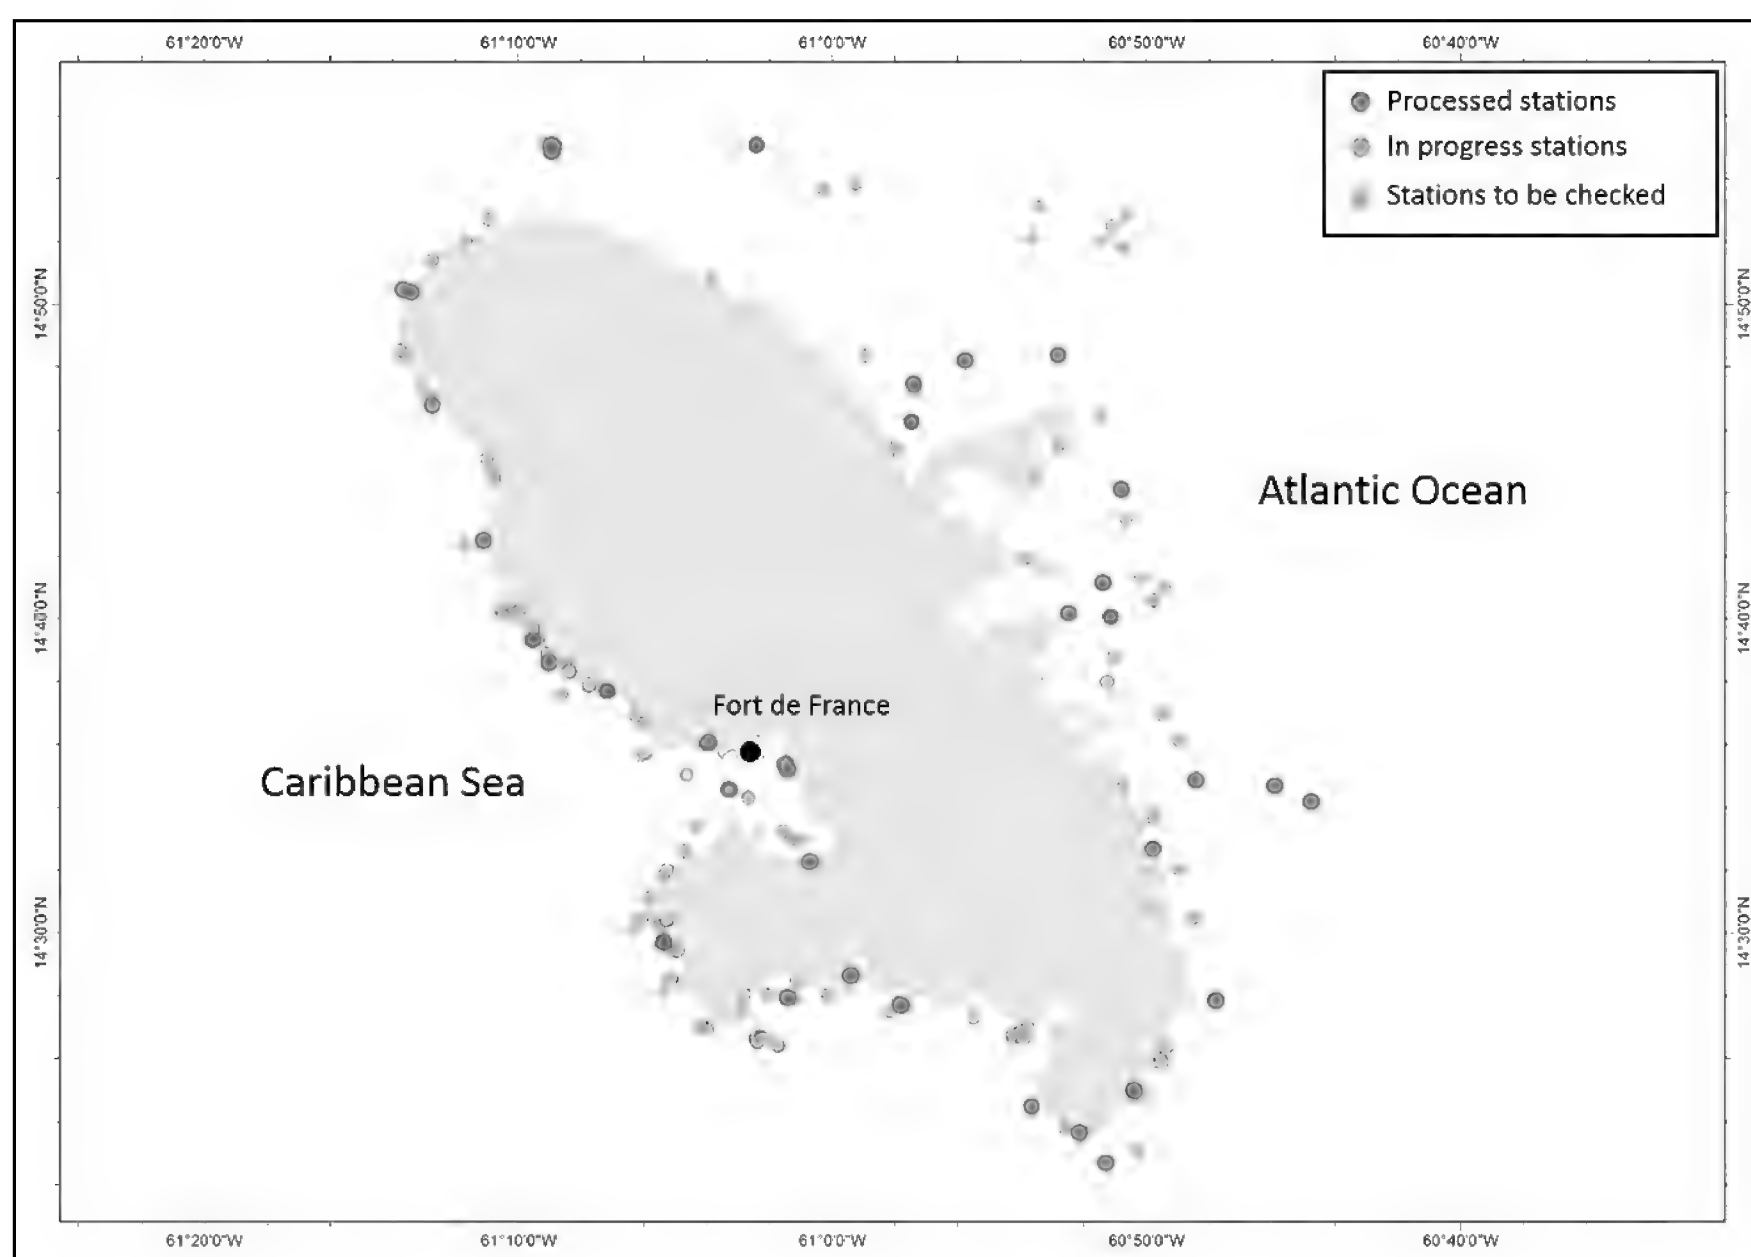 61°20'0"W 61°10'0"W 61°0'0"W 60°50'0"W 60°40'0"W
Processed stations
In progress stations
Stations to be checked
14°50'0"N 14°50'0"N
Atlantic Ocean
14°40'0"N 14°40'0"N
Fort de France
Caribbean Sea
14°30'0"N 14°30'0"N
61°20'0"W 61°10'0"W 61°0'0"W 60°50'0"W 60°40'0"W